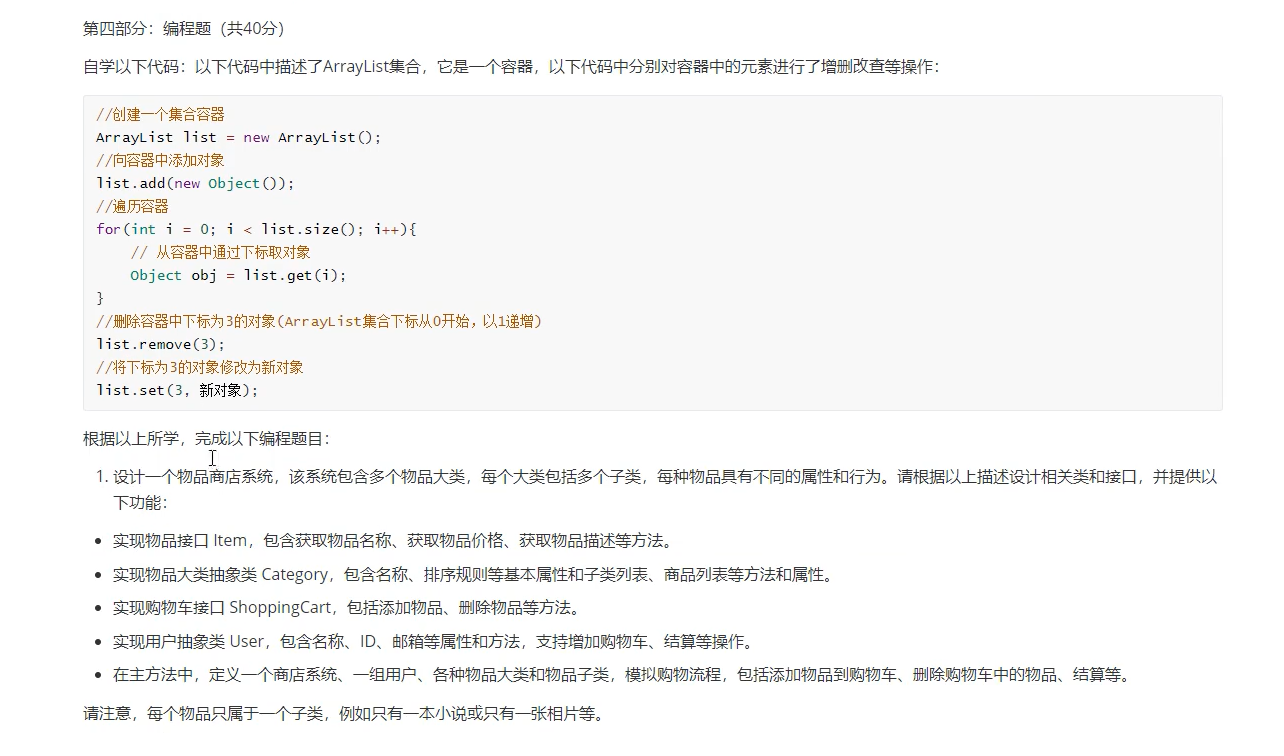 第四部分：编程题（共40分）
自学以下代码：以下代码中描述了ArrayList集合，它是一个容器，以下代码中分别对容器中的元素进行了增删改查等操作：
//创建一个集合容器
ArrayList list = new ArrayList();
//向容器中添加对象
list.add(new Object());
//遍历容器
for(int i = 0; i < list.size(); i++){
    // 从容器中通过下标取对象
    Object obj = list.get(i);
}
//删除容器中下标为3的对象(ArrayList集合下标从0开始，以1递增)
list.remove(3);
//将下标为3的对象修改为新对象
list.set(3, 新对象);
根据以上所学，完成以下编程题目：
1. 设计一个物品商店系统，该系统包含多个物品大类，每个大类包括多个子类，每种物品具有不同的属性和行为。请根据以上描述设计相关类和接口，并提供以
下功能：
• 实现物品接口 Item，包含获取物品名称、获取物品价格、获取物品描述等方法。
• 实现物品大类抽象类 Category，包含名称、排序规则等基本属性和子类列表、商品列表等方法和属性。
• 实现购物车接口 ShoppingCart，包括添加物品、删除物品等方法。
• 实现用户抽象类 User，包含名称、ID、邮箱等属性和方法，支持增加购物车、结算等操作。
• 在主方法中，定义一个商店系统、一组用户、各种物品大类和物品子类，模拟购物流程，包括添加物品到购物车、删除购物车中的物品、结算等。
请注意，每个物品只属于一个子类，例如只有一本小说或只有一张相片等。